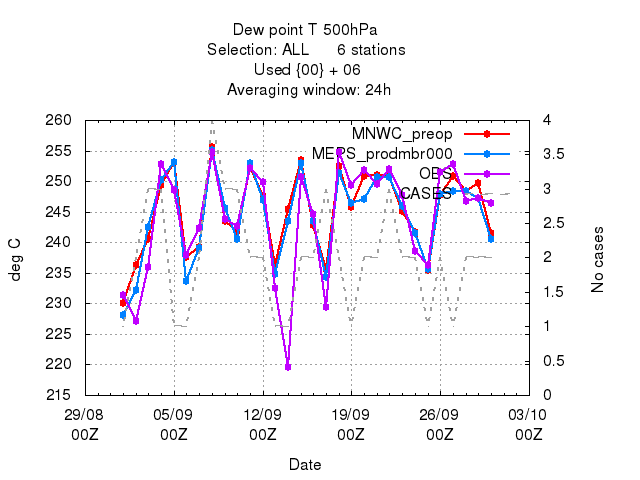 Dew point T 500hPa
Selection: ALL      6 stations
Used {00} + 06
Averaging window: 24h
MNWC_preop
MEPS_prodmbr000
OBS
CASES
260
255
250
245
240
235
230
225
220
215
deg C
4
3.5
3
2.5
2
1.5
1
0.5
0
No cases
29/08 05/09 12/09 19/09 26/09 03/10
00Z 00Z 00Z 00Z 00Z 00Z
Date